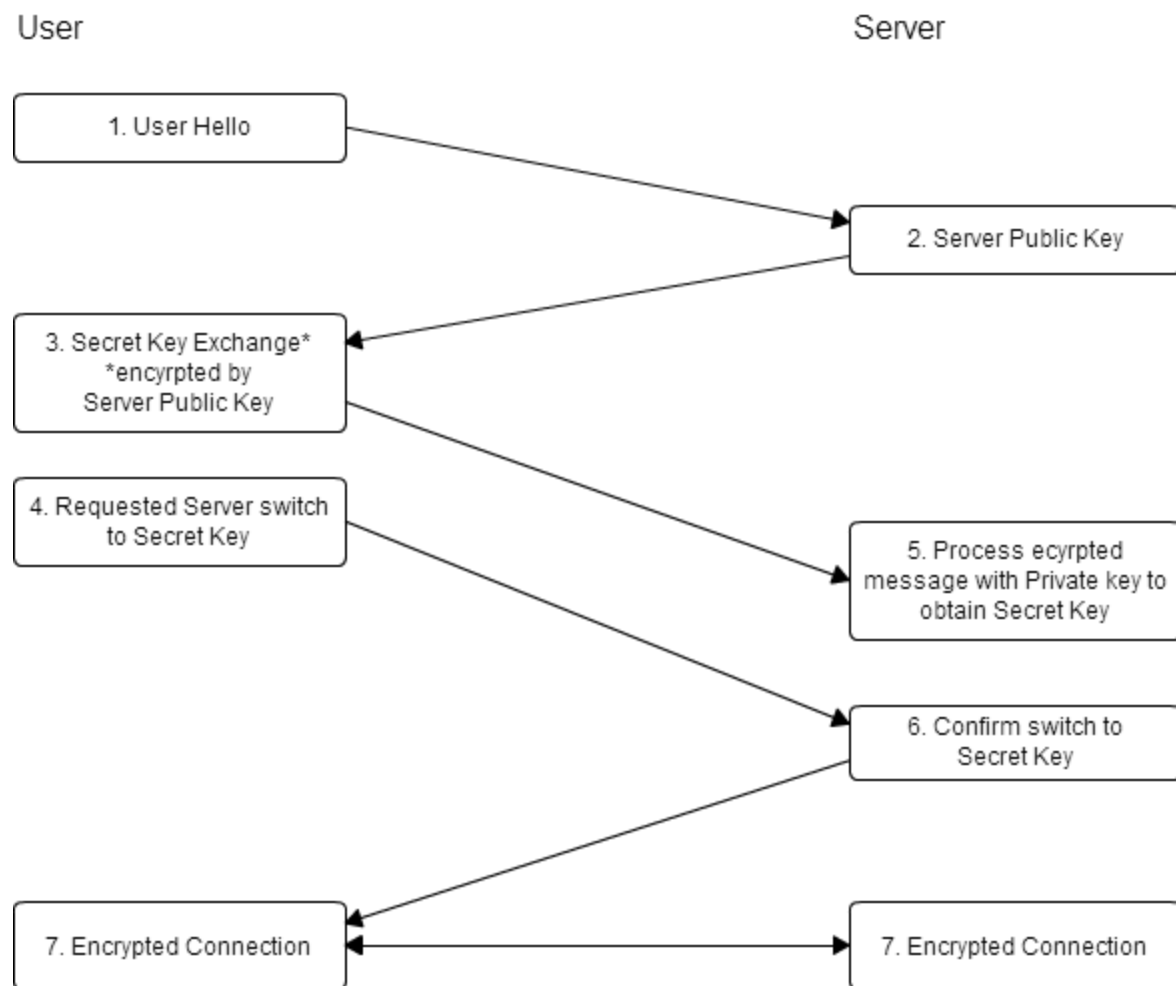 User
Server
1. User Hello
2. Server Public Key
3. Secret Key Exchange*
*encyrpted by
Server Public Key
4. Requested Server switch
to Secret Key
5. Process ecyrpted
message with Private key to
obtain Secret Key
6. Confirm switch to
Secret Key
7. Encrypted Connection
7. Encrypted Connection